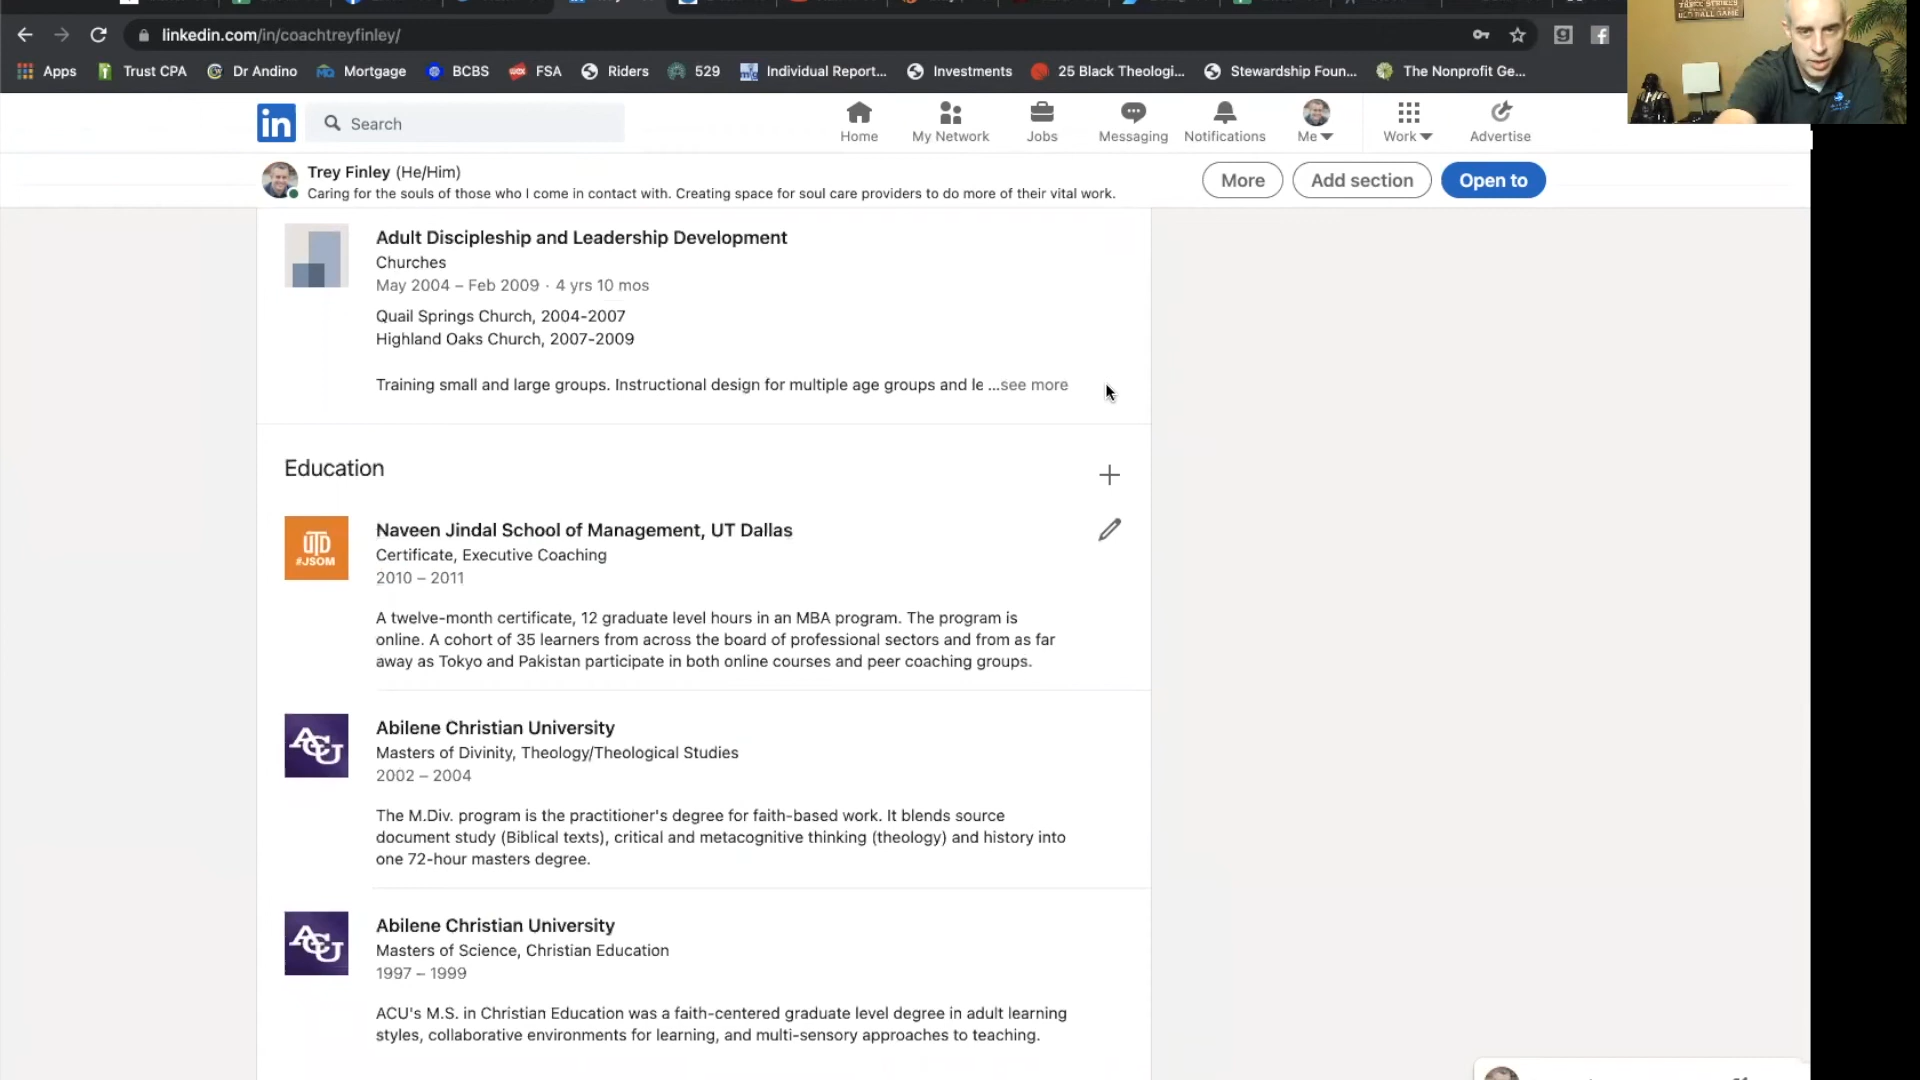 linkedin.com/in/coachtreyfinley/
Apps Trust CPA Dr Andino Mortgage BCBS FSA Riders 529 Individual Report... Investments 25 Black Theologi... Stewardship Foun... The Nonprofit Ge...
in Search Home My Network Jobs Messaging Notifications Me Work Advertise
Trey Finley (He/Him)
Caring for the souls of those who I come in contact with. Creating space for soul care providers to do more of their vital work.
More Add section Open to
Adult Discipleship and Leadership Development
Churches
May 2004 – Feb 2009 · 4 yrs 10 mos
Quail Springs Church, 2004-2007
Highland Oaks Church, 2007-2009
Training small and large groups. Instructional design for multiple age groups and le ...see more
Education
UTD
#JSOM
Naveen Jindal School of Management, UT Dallas
Certificate, Executive Coaching
2010 – 2011
A twelve-month certificate, 12 graduate level hours in an MBA program. The program is
online. A cohort of 35 learners from across the board of professional sectors and from as far
away as Tokyo and Pakistan participate in both online courses and peer coaching groups.
ACU
Abilene Christian University
Masters of Divinity, Theology/Theological Studies
2002 – 2004
The M.Div. program is the practitioner's degree for faith-based work. It blends source
document study (Biblical texts), critical and metacognitive thinking (theology) and history into
one 72-hour masters degree.
ACU
Abilene Christian University
Masters of Science, Christian Education
1997 – 1999
ACU's M.S. in Christian Education was a faith-centered graduate level degree in adult learning
styles, collaborative environments for learning, and multi-sensory approaches to teaching.